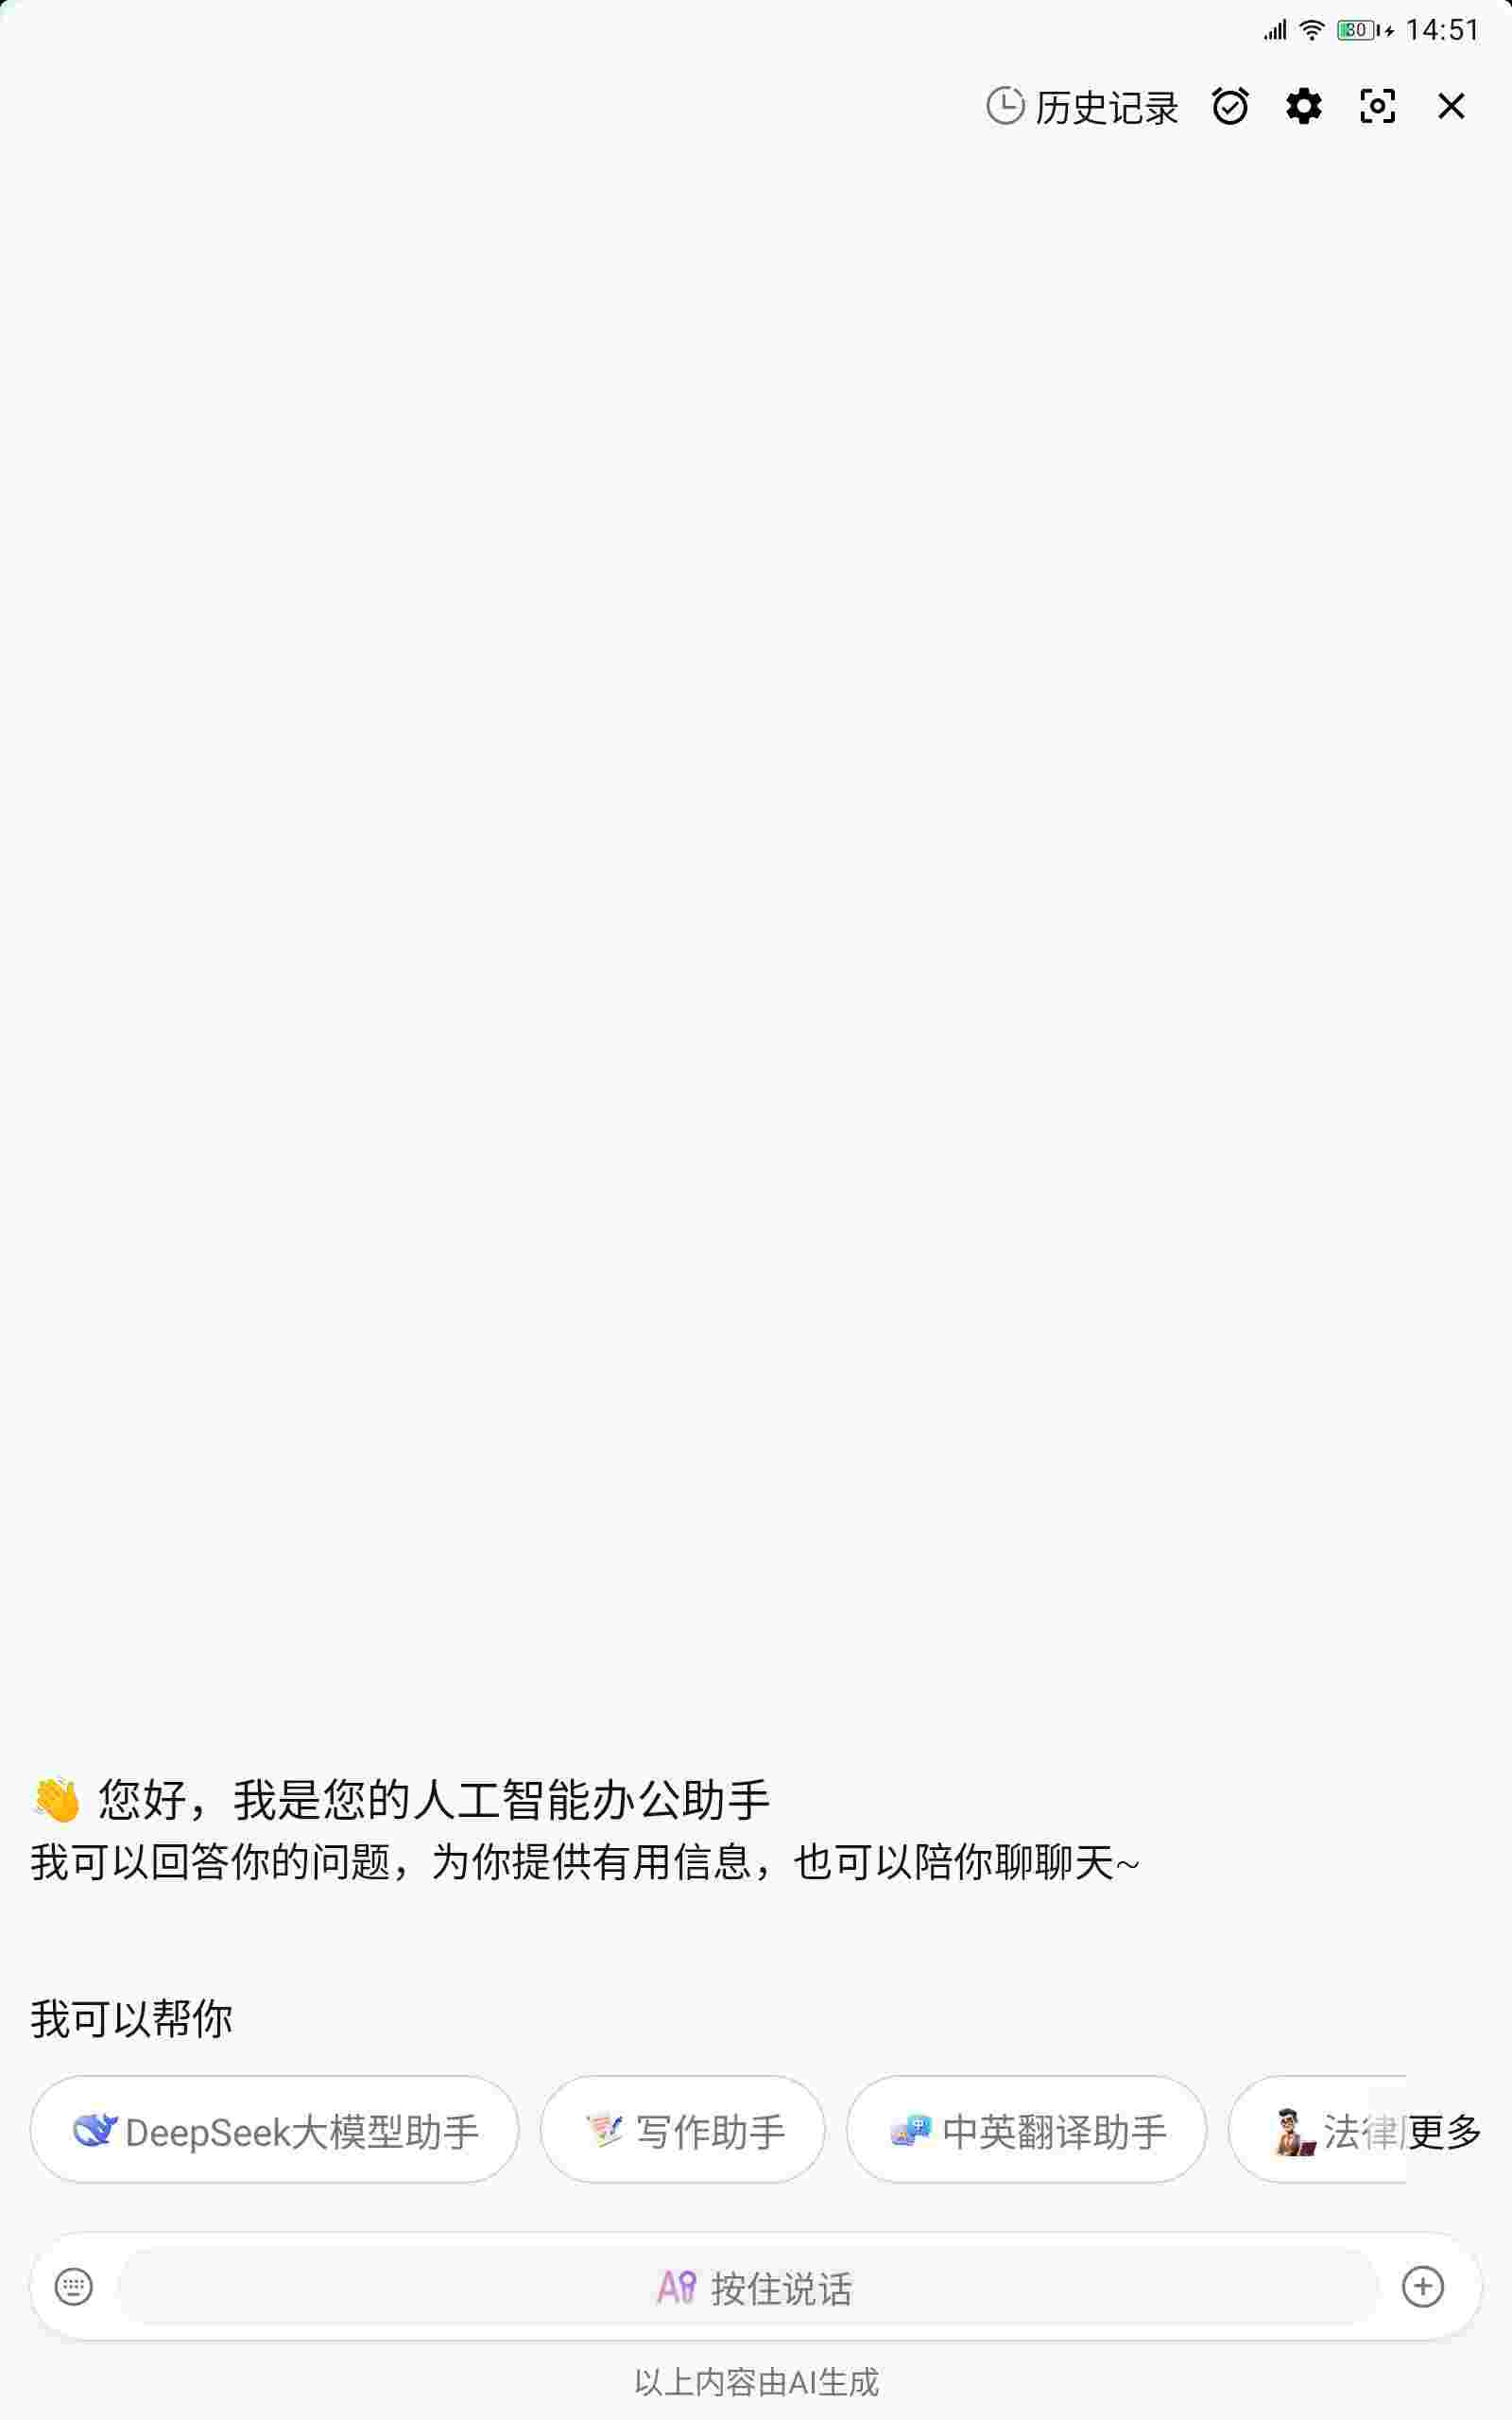 80 14:51
历史记录
👋 您好，我是您的人工智能办公助手
我可以回答你的问题，为你提供有用信息，也可以陪你聊聊天~
我可以帮你
DeepSeek大模型助手 写作助手 中英翻译助手 法律 更多
按住说话
以上内容由AI生成